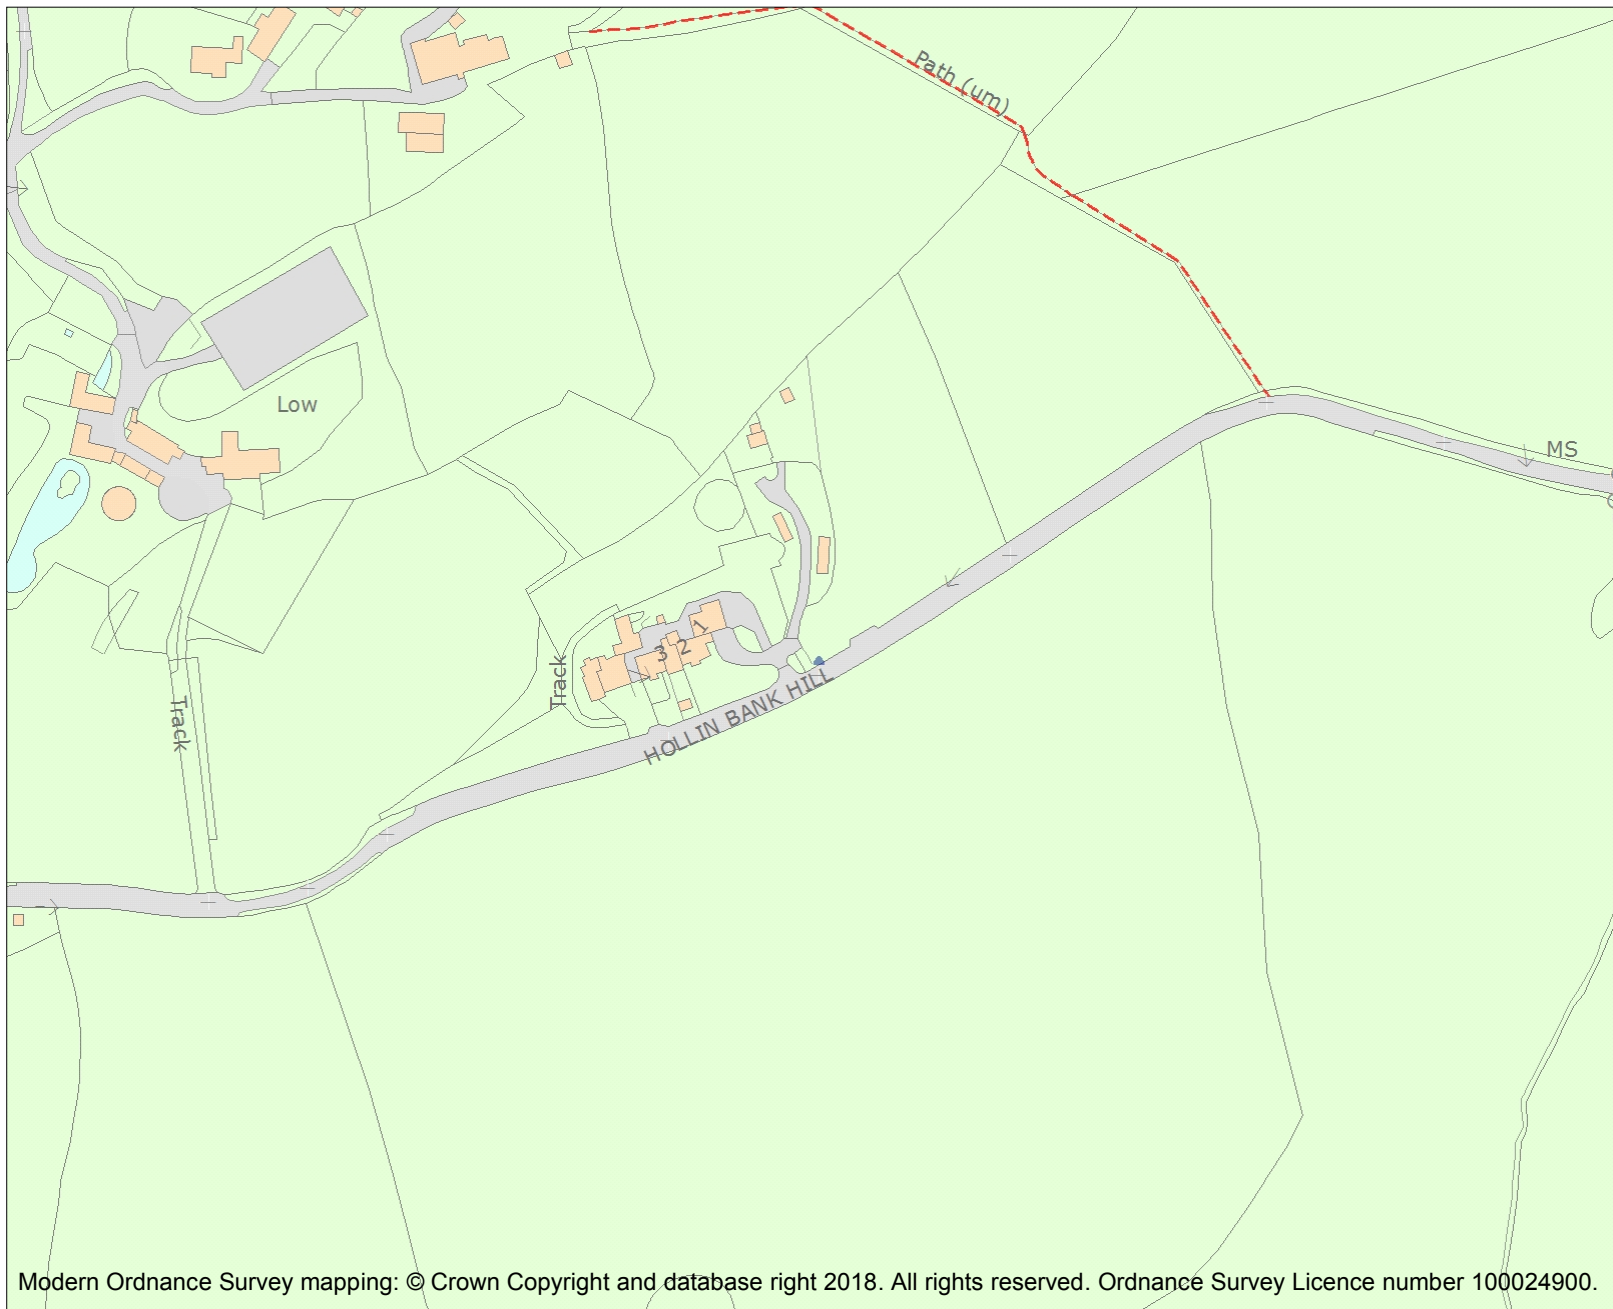 Path (um)
Low
MS
1
2
3
Track
Track
HOLLIN BANK HILL
Modern Ordnance Survey mapping: © Crown Copyright and database right 2018. All rights reserved. Ordnance Survey Licence number 100024900.